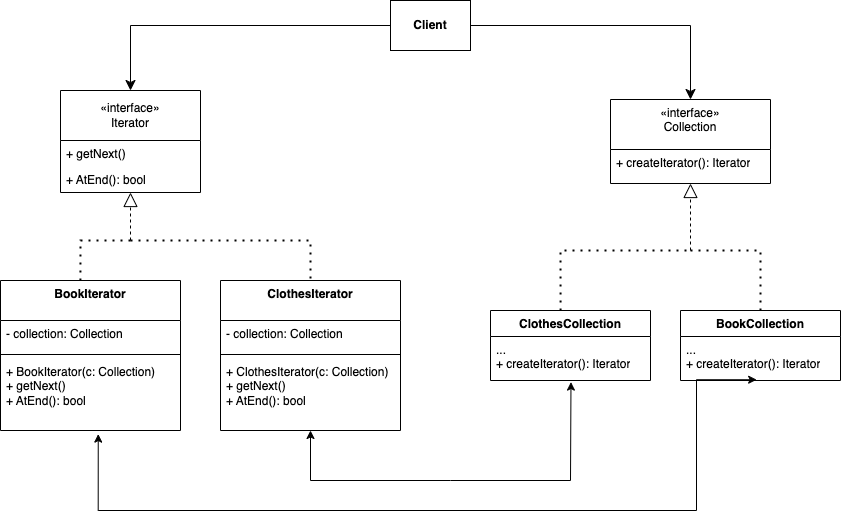 Client
«interface»
Iterator
+ getNext()
+ AtEnd(): bool
«interface»
Collection
+ createIterator(): Iterator
BookIterator
- collection: Collection
+ BookIterator(c: Collection)
+ getNext()
+ AtEnd(): bool
ClothesIterator
- collection: Collection
+ ClothesIterator(c: Collection)
+ getNext()
+ AtEnd(): bool
ClothesCollection
...
+ createIterator(): Iterator
BookCollection
...
+ createIterator(): Iterator